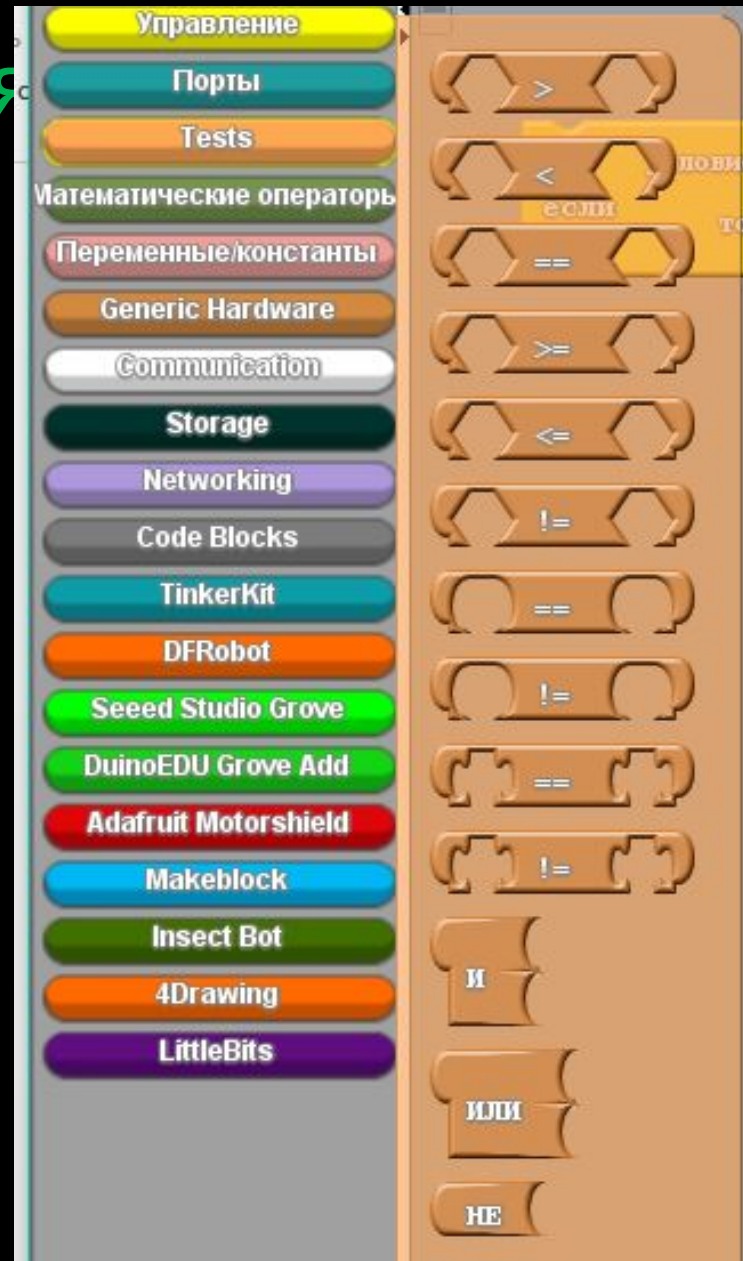 Управление
Порты
Tests
Математические операторы
Переменные/константы
Generic Hardware
Communication
Storage
Networking
Code Blocks
TinkerKit
DFRobot
Seeed Studio Grove
DuinoEDU Grove Add
Adafruit Motorshield
Makeblock
Insect Bot
4Drawing
LittleBits
>
<
если
==
>=
<=
!=
==
!=
==
!=
и
или
не